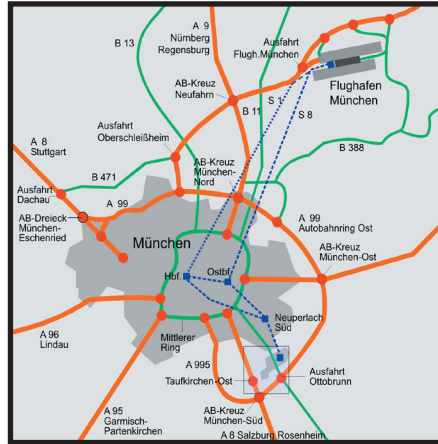 A 9
Nürnberg
Regensburg
B 13
Ausfahrt
Flugh.München
AB-Kreuz
Neufahrn
S 1
Flughafen
München
B 11
S 8
A 8
Stuttgart
Ausfahrt
Oberschleißheim
B 388
AB-Kreuz
München-
Nord
B 471
Ausfahrt
Dachau
A 99
AB-Dreieck
München-
Eschenried
A 99
Autobahnring Ost
München
AB-Kreuz
München-Ost
Hbf.
Ostbf.
Neuperlach
Süd
A 96
Lindau
Mittlerer
Ring
A 995
Taufkirchen-Ost
Ausfahrt
Ottobrunn
A 95
Garmisch-
Partenkirchen
AB-Kreuz
München-Süd
A 8 Salzburg Rosenheim